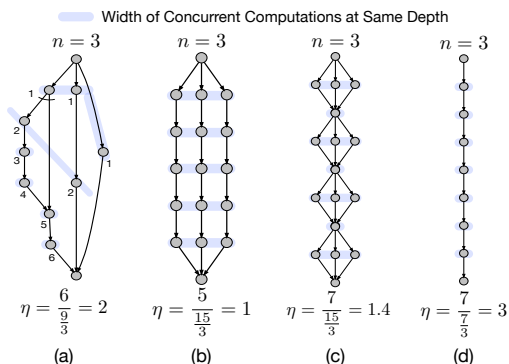 Width of Concurrent Computations at Same Depth
n = 3
n = 3
n = 3
n = 3
1
1
2
3
1
4
2
5
6
η = 6 / (9/3) = 2
η = 5 / (15/3) = 1
η = 7 / (15/3) = 1.4
η = 7 / (7/3) = 3
(a)
(b)
(c)
(d)